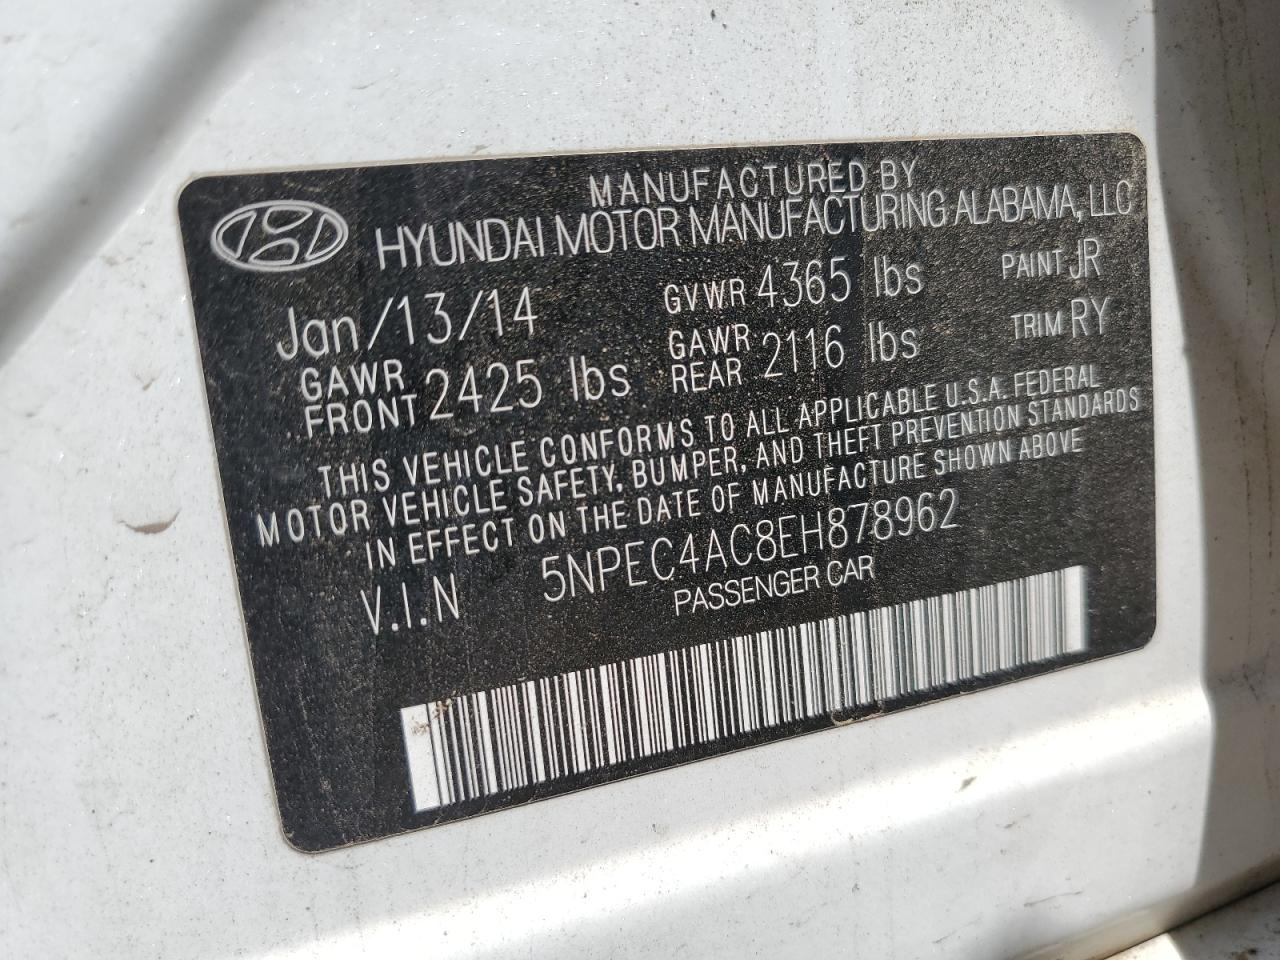 MANUFACTURED BY
HYUNDAI MOTOR MANUFACTURING ALABAMA, LLC
Jan/13/14 GVWR 4365 lbs PAINT JR
GAWR FRONT 2425 lbs GAWR REAR 2116 lbs TRIM RY
THIS VEHICLE CONFORMS TO ALL APPLICABLE U.S.A. FEDERAL
MOTOR VEHICLE SAFETY, BUMPER, AND THEFT PREVENTION STANDARDS
IN EFFECT ON THE DATE OF MANUFACTURE SHOWN ABOVE
V.I.N 5NPEC4AC8EH878962
PASSENGER CAR